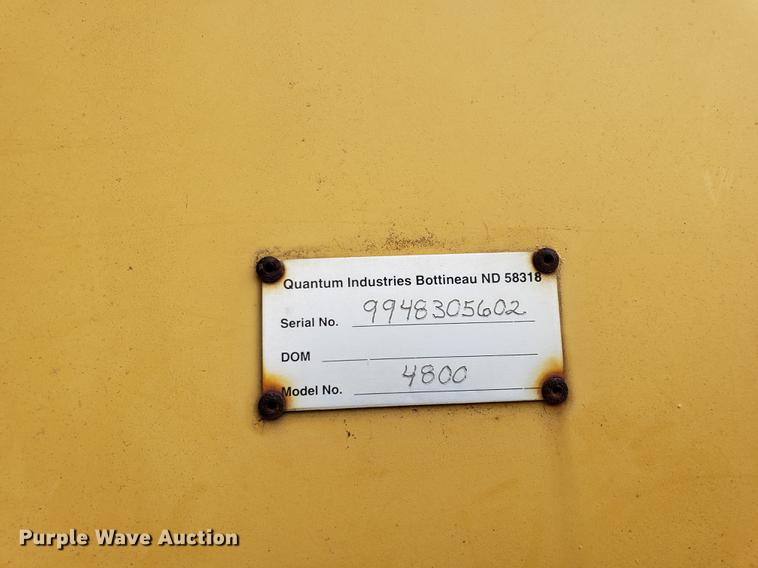 Quantum Industries Bottineau ND 58318
Serial No. 9948305602
DOM
Model No. 4800
Purple Wave Auction